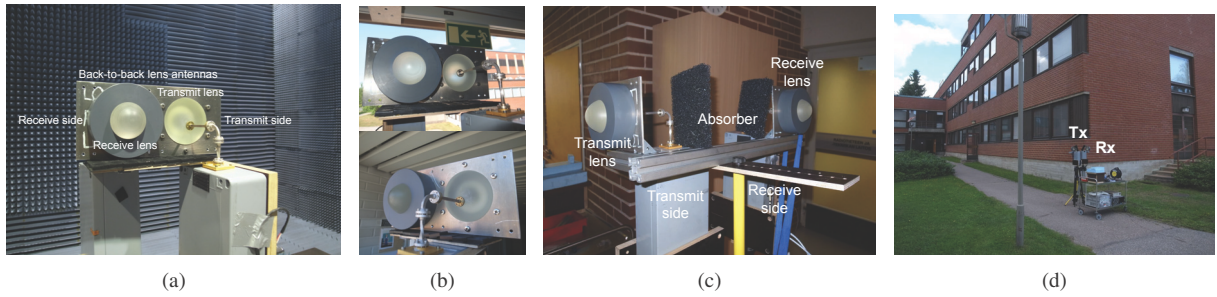 Back-to-back lens antennas
Transmit lens
Receive side
Transmit side
Receive lens
(a)
(b)
Receive
lens
Absorber
Transmit
lens
Transmit
side
Receive
side
(c)
Tx
Rx
(d)